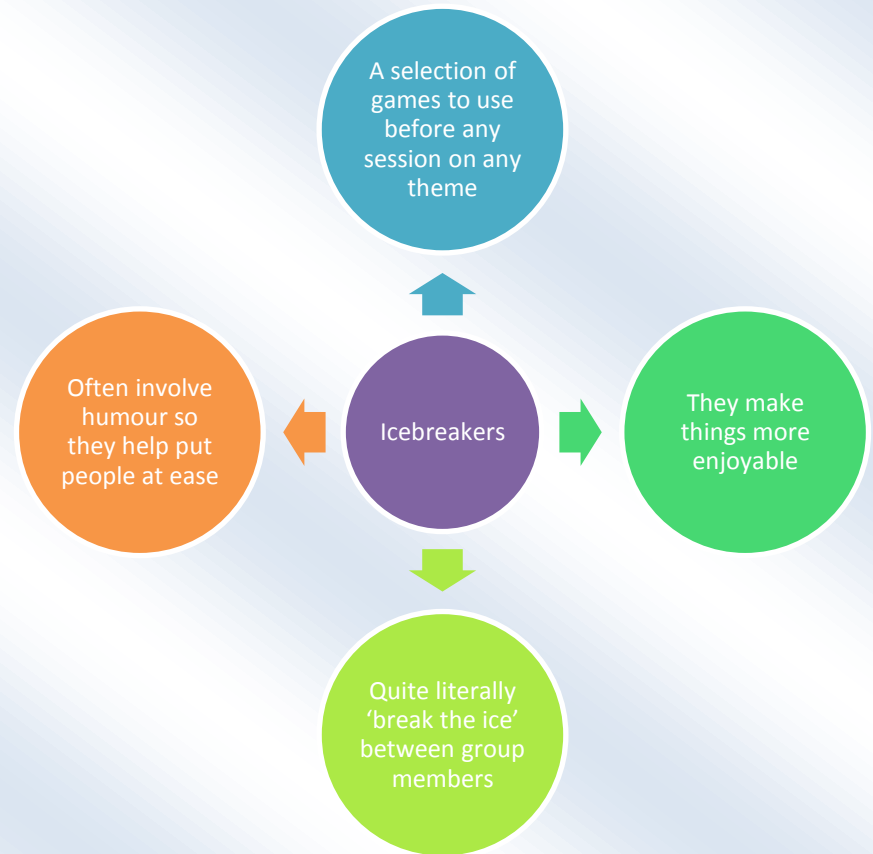 A selection of
games to use
before any
session on any
theme
Often involve
humour so
they help put
people at ease
Icebreakers
They make
things more
enjoyable
Quite literally
‘break the ice’
between group
members